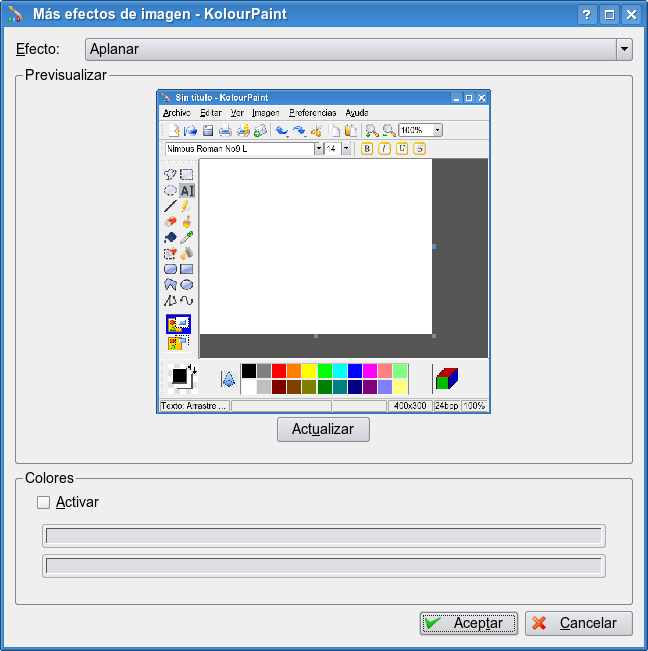 Más efectos de imagen - KolourPaint
Efecto: Aplanar
Previsualizar
Sin título - KolourPaint
Archivo Editar Ver Imagen Preferencias Ayuda
100%
Nimbus Roman No9 L 14 B I U S
AI
Texto: Arrastre ... 400x300 24bpp 100%
Actualizar
Colores
Activar
Aceptar Cancelar